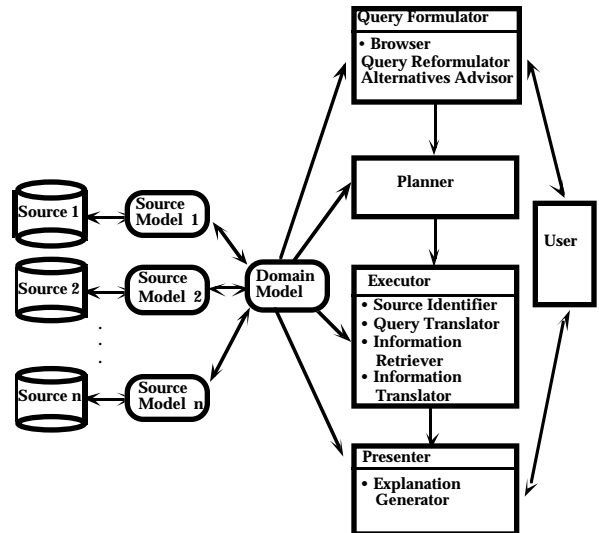 Query Formulator
• Browser
Query Reformulator
Alternatives Advisor
Planner
Source 1
Source
Model 1
User
Source 2
Source
Model 2
Domain
Model
Executor
• Source Identifier
• Query Translator
• Information
Retriever
• Information
Translator
.
.
.
Source n
Source
Model n
Presenter
• Explanation
Generator